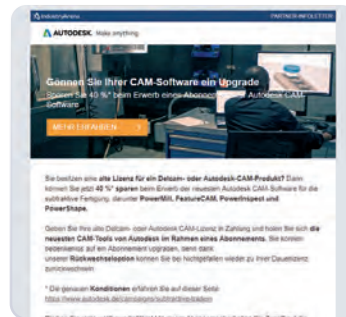 IndustryArena
PARTNER-INFOLETTER
AUTODESK. Make anything
Gönnen Sie Ihrer CAM-Software ein Upgrade
Sparen Sie 40 %* beim Erwerb eines Abonnements Autodesk CAM-
Software
MEHR ERFAHREN
Sie besitzen eine alte Lizenz für ein Delcam- oder Autodesk-CAM-Produkt? Dann
können Sie jetzt 40 %* sparen beim Erwerb der neuesten Autodesk CAM-Software für die
subtraktive Fertigung, darunter PowerMill, FeatureCAM, PowerInspect und
PowerShape.
Geben Sie Ihre alte Delcam- oder Autodesk-CAM-Lizenz in Zahlung und holen Sie sich die
neuesten CAM-Tools von Autodesk im Rahmen eines Abonnements. Sie können
bedenkenlos auf ein Abonnement upgraden, denn dank
unserer Rückwechseloption können Sie bei Nichtgefallen wieder zu Ihrer Dauerlizenz
zurückwechseln.
* Die genauen Konditionen erfahren Sie auf dieser Seite: